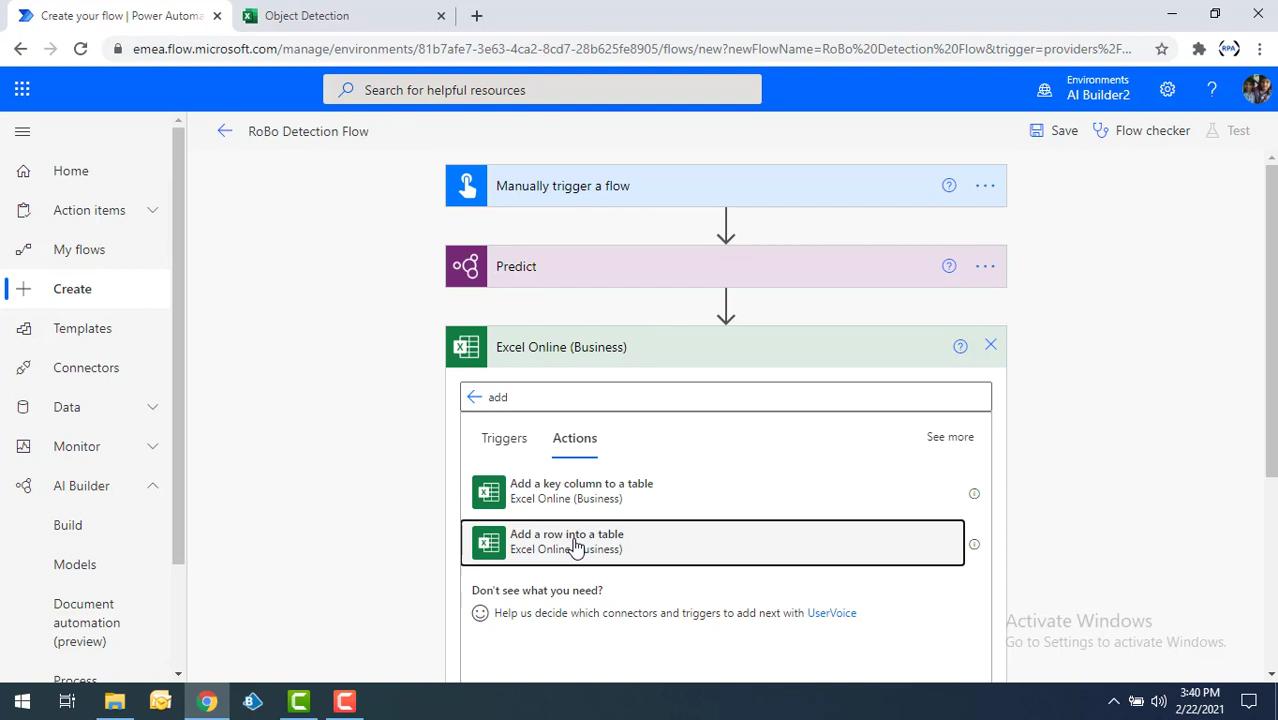 Create your flow | Power Automa
Object Detection
emea.flow.microsoft.com/manage/environments/81b7afe7-3e63-4ca2-8cd7-28b625fe8905/flows/new?newFlowName=RoBo%20Detection%20Flow&trigger=providers%2F...
RPA
Search for helpful resources
Environments
AI Builder2
RoBo Detection Flow
Save
Flow checker
Test
Home
Action items
My flows
Create
Templates
Connectors
Data
Monitor
AI Builder
Build
Models
Document
automation
(preview)
Process
Manually trigger a flow
Predict
Excel Online (Business)
add
Triggers
Actions
See more
Add a key column to a table
Excel Online (Business)
Add a row into a table
Excel Online (Business)
Don't see what you need?
Help us decide which connectors and triggers to add next with UserVoice
Activate Windows
Go to Settings to activate Windows.
3:40 PM
2/22/2021